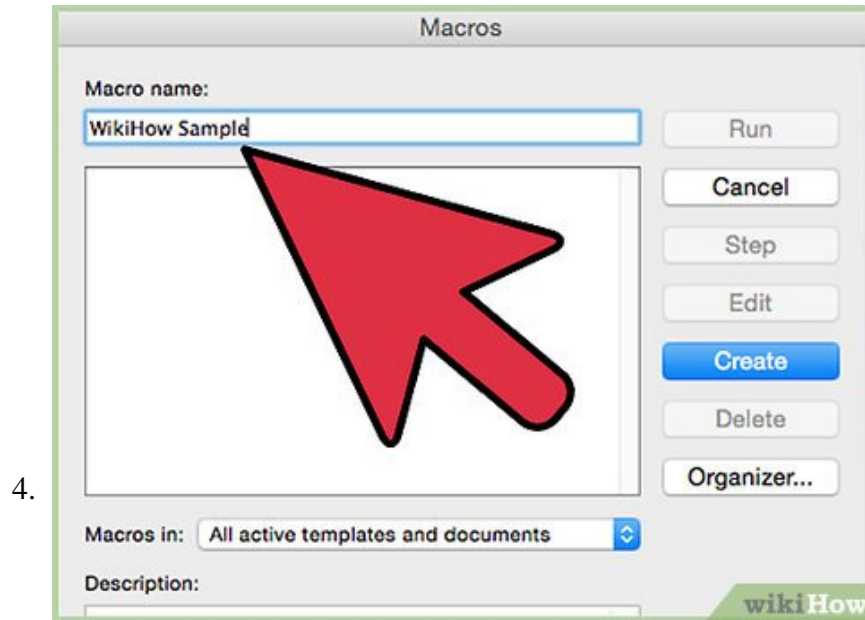 Macros
Macro name:
WikiHow Sample
Run
Cancel
Step
Edit
Create
Delete
Organizer...
4.
Macros in: All active templates and documents
Description:
wikiHow